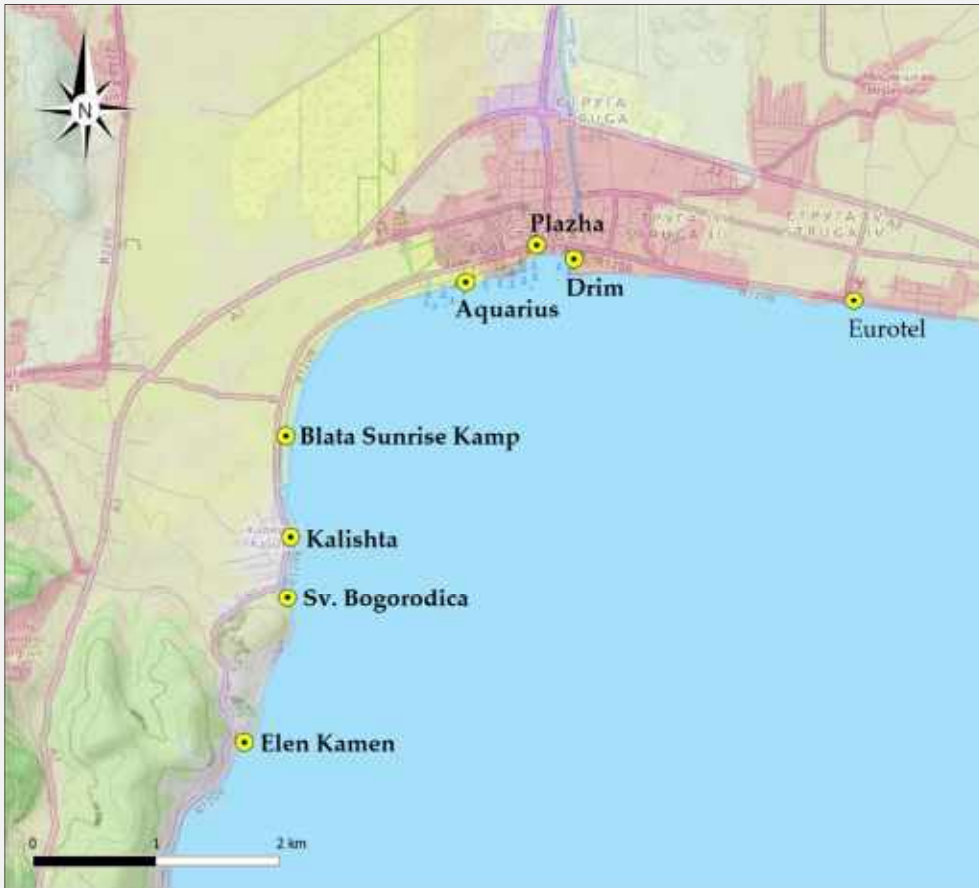 N
СТРУГА
STRUGA
Plazha
Drim
Aquarius
Eurotel
Blata Sunrise Kamp
Kalishta
Sv. Bogorodica
Elen Kamen
0 1 2 km